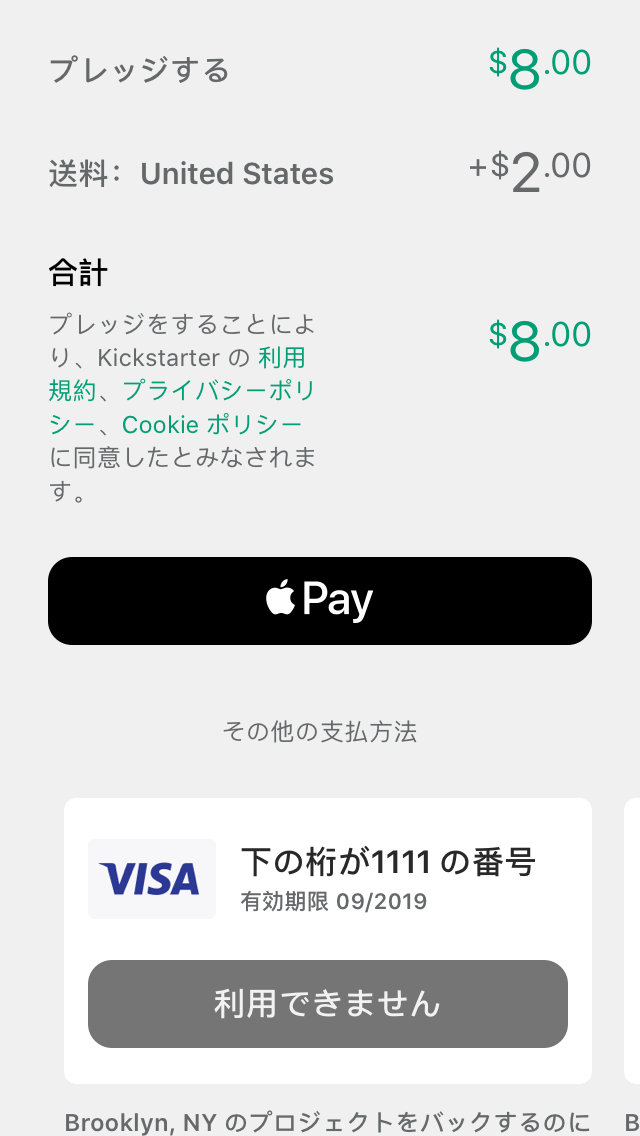 プレッジする $8.00
送料： United States +$2.00
合計
プレッジをすることによ
り、Kickstarter の 利用
規約、プライバシーポリ
シー、Cookie ポリシー
に同意したとみなされま
す。
$8.00
Pay
その他の支払方法
VISA
下の桁が1111 の番号
有効期限 09/2019
利用できません
Brooklyn, NY のプロジェクトをバックするのに
B